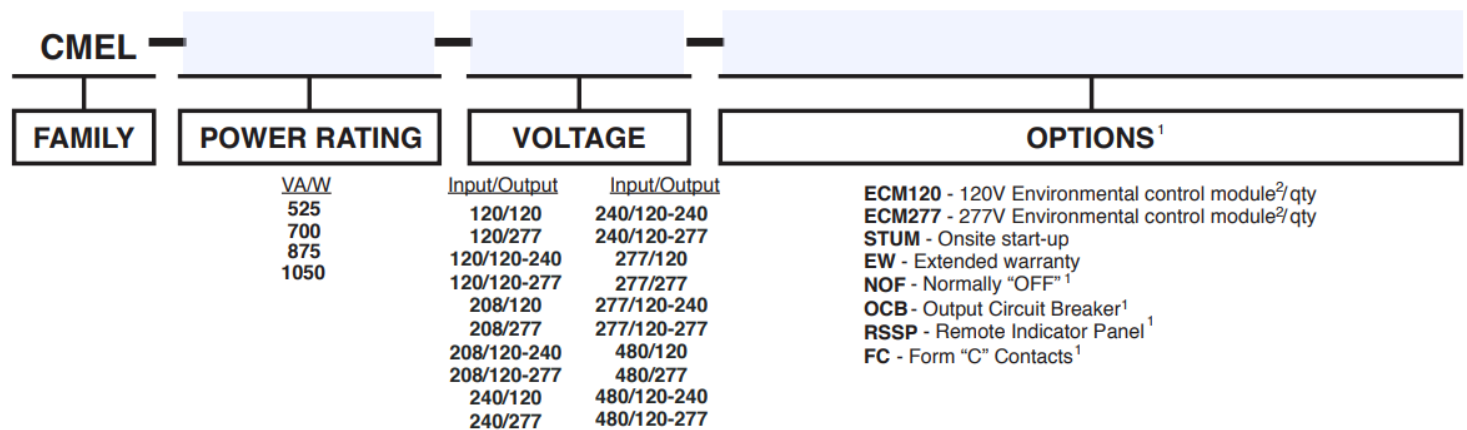 CMEL
FAMILY
POWER RATING
VOLTAGE
OPTIONS¹
VA/W
525
700
875
1050
Input/Output
120/120
120/277
120/120-240
120/120-277
208/120
208/277
208/120-240
208/120-277
240/120
240/277
Input/Output
240/120-240
240/120-277
277/120
277/277
277/120-240
277/120-277
480/120
480/277
480/120-240
480/120-277
ECM120 - 120V Environmental control module²/qty
ECM277 - 277V Environmental control module²/qty
STUM - Onsite start-up
EW - Extended warranty
NOF - Normally “OFF” ¹
OCB - Output Circuit Breaker¹
RSSP - Remote Indicator Panel¹
FC - Form “C” Contacts¹